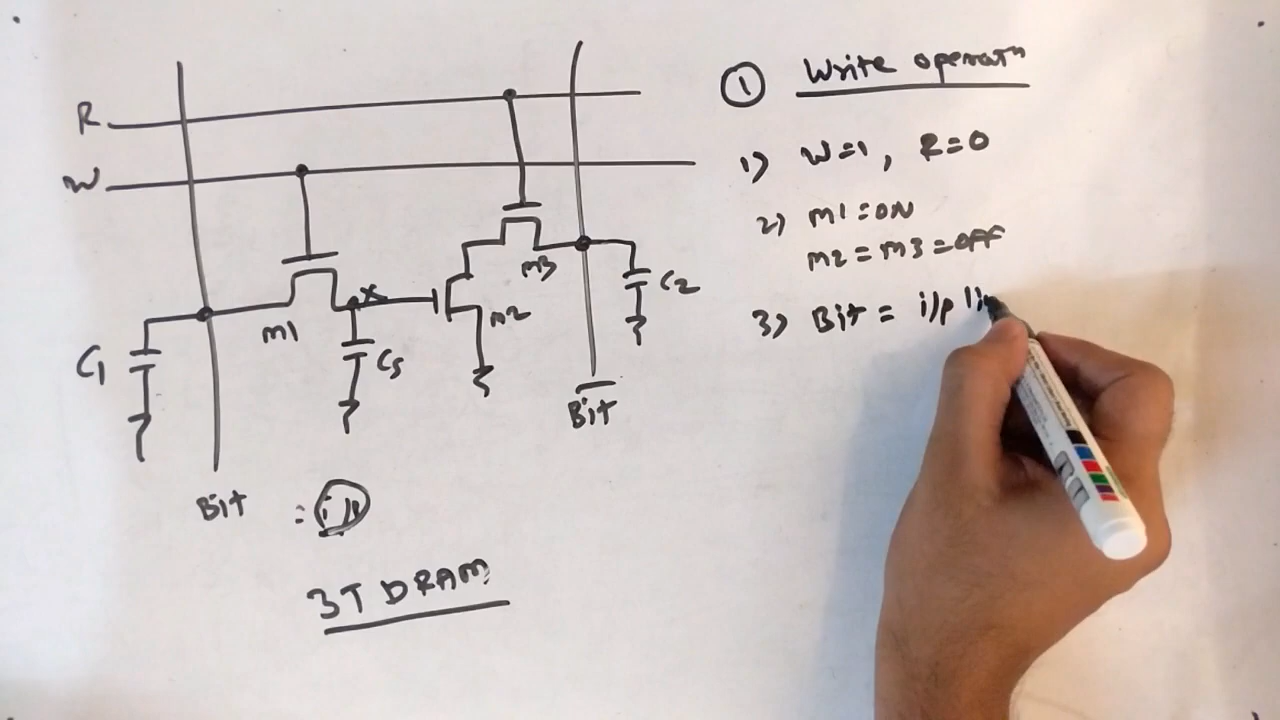 R
W
M1
X
Cs
M2
M3
C1
C2
Bit
Bit = i/p
3T DRAM
① Write operatn
1) W=1, R=0
2) M1=ON
M2=M3=OFF
3) Bit = i/p